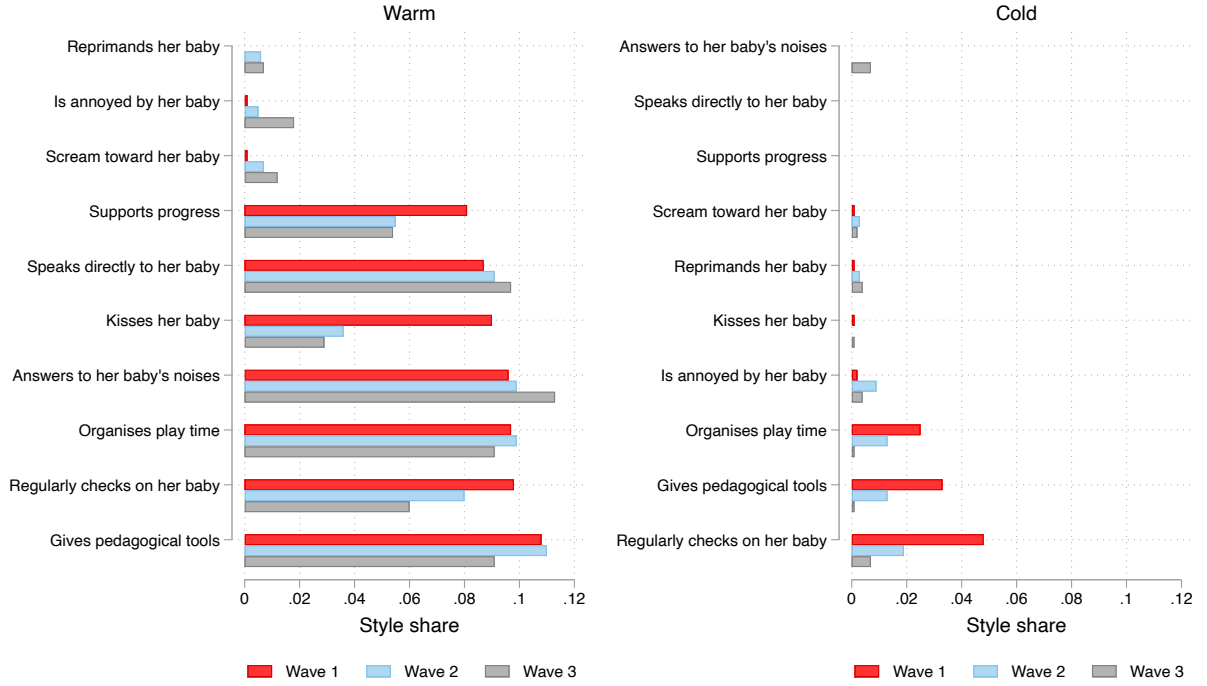 Warm
Reprimands her baby
Is annoyed by her baby
Scream toward her baby
Supports progress
Speaks directly to her baby
Kisses her baby
Answers to her baby's noises
Organises play time
Regularly checks on her baby
Gives pedagogical tools
0 .02 .04 .06 .08 .1 .12
Style share
Wave 1 Wave 2 Wave 3
Cold
Answers to her baby's noises
Speaks directly to her baby
Supports progress
Scream toward her baby
Reprimands her baby
Kisses her baby
Is annoyed by her baby
Organises play time
Gives pedagogical tools
Regularly checks on her baby
0 .02 .04 .06 .08 .1 .12
Style share
Wave 1 Wave 2 Wave 3